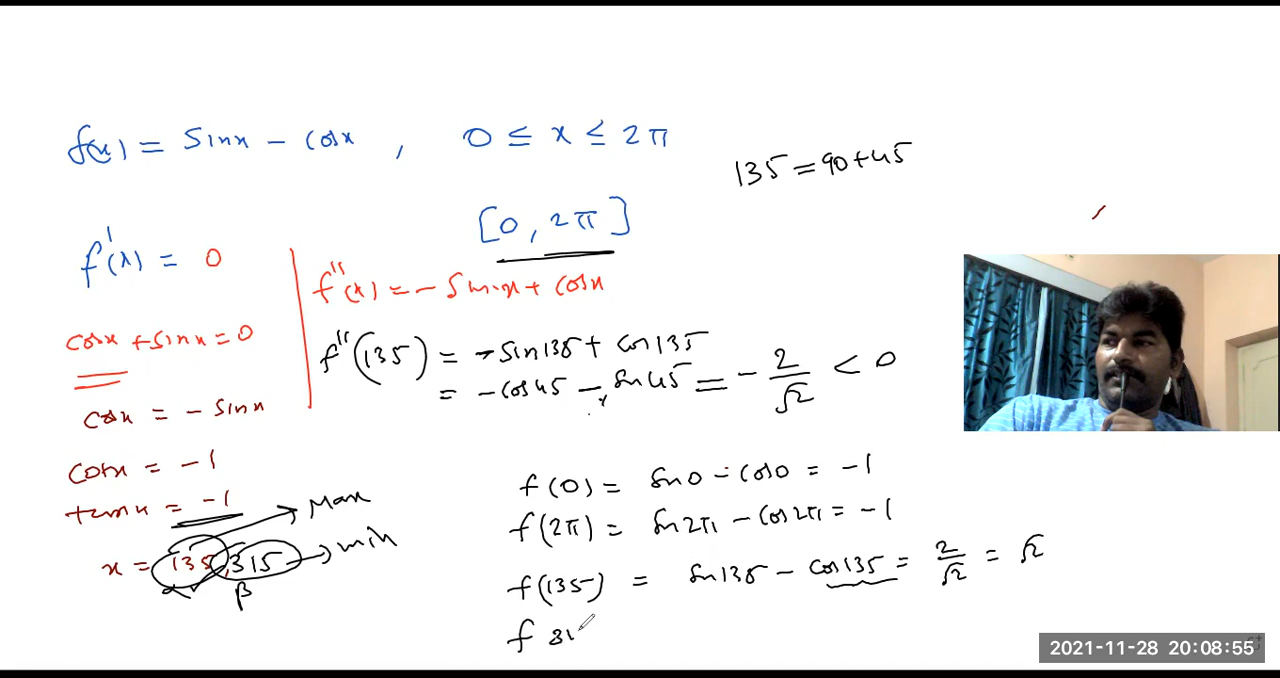 f(x) = Sinx - cosx , 0 ≤ x ≤ 2π
135 = 90+45
[0, 2π]
f'(x) = 0
cosx + sinx = 0
cosx = - sinx
cotx = -1
tanx = -1
x = 135, 315
Max
min
β
f''(x) = - Sinx + cosx
f''(135) = - sin135 + cos135
= - cos45 - sin45 = - 2/√2 < 0
f(0) = sin0 - cos0 = -1
f(2π) = sin2π - cos2π = -1
f(135) = sin135 - cos135 = 2/√2 = √2
f 31
2021-11-28 20:08:55